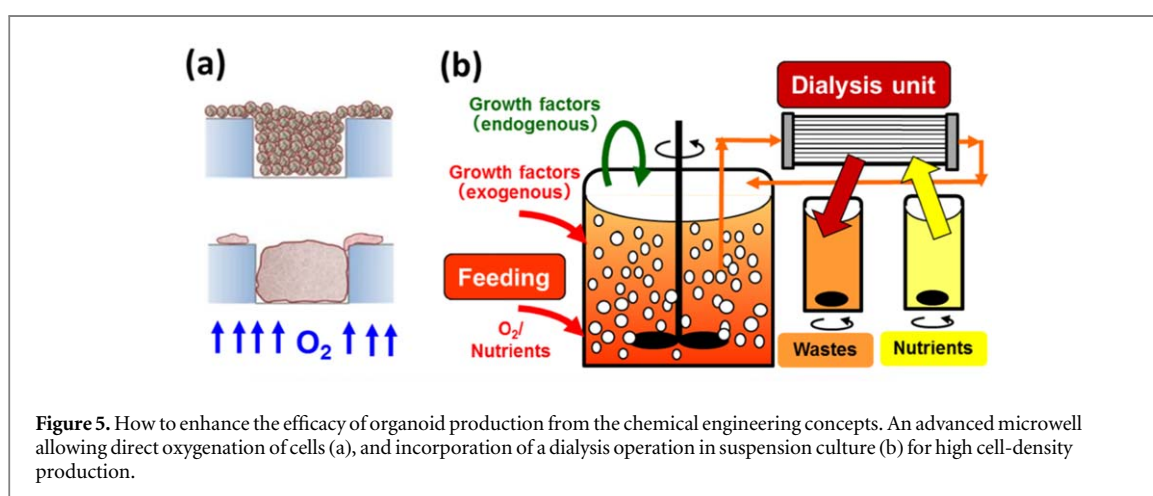 (a)
O₂
(b)
Growth factors
(endogenous)
Growth factors
(exogenous)
Feeding
O₂/
Nutrients
Dialysis unit
Wastes
Nutrients
Figure 5. How to enhance the efficacy of organoid production from the chemical engineering concepts. An advanced microwell
allowing direct oxygenation of cells (a), and incorporation of a dialysis operation in suspension culture (b) for high cell-density
production.